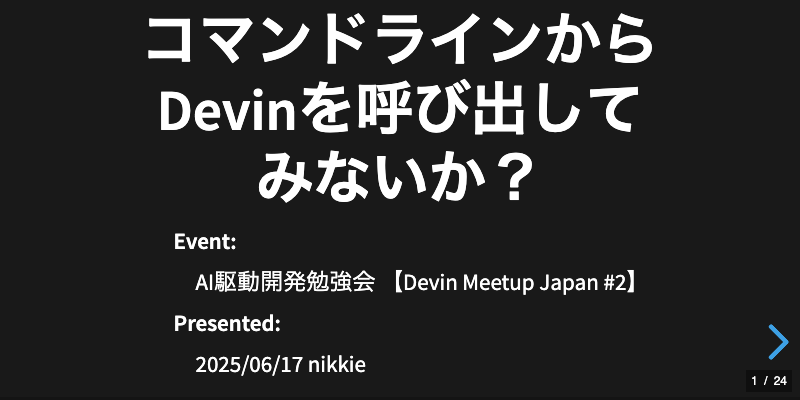 コマンドラインから
Devinを呼び出して
みないか？
Event:
AI駆動開発勉強会 【Devin Meetup Japan #2】
Presented:
2025/06/17 nikkie
1 / 24